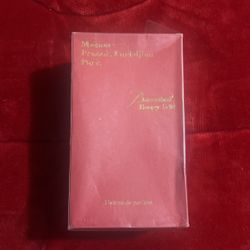 Maison
Francis Kurkdjian
Paris
Baccarat
Rouge 540
Extrait de parfum